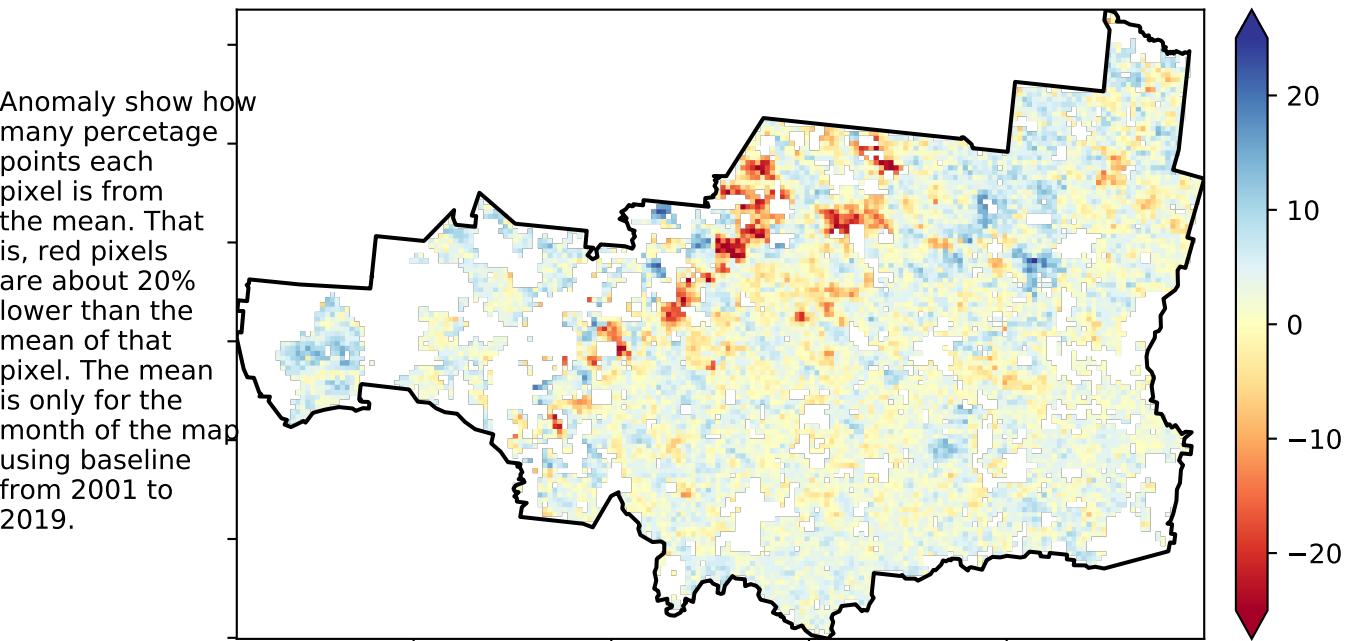 Anomaly show how
many percetage
points each
pixel is from
the mean. That
is, red pixels
are about 20%
lower than the
mean of that
pixel. The mean
is only for the
month of the map
using baseline
from 2001 to
2019.
20
10
0
−10
−20